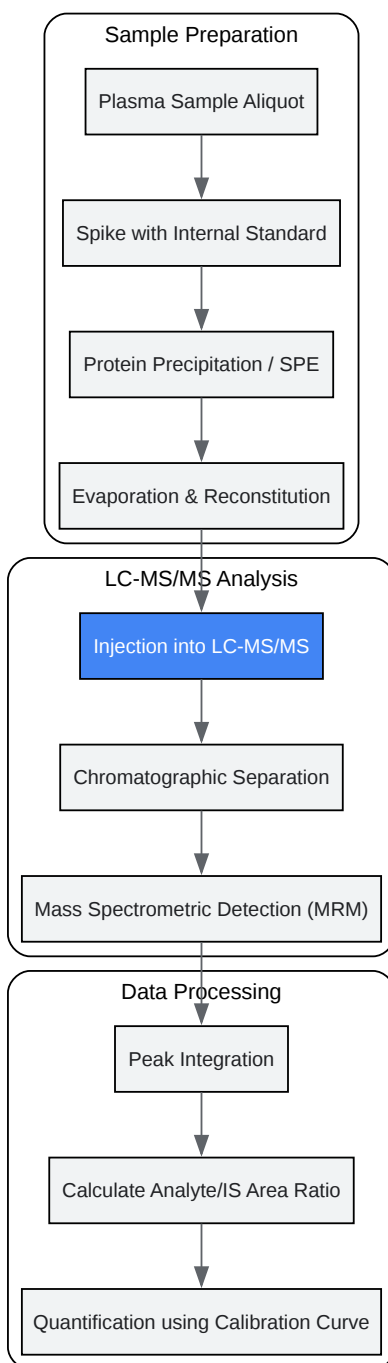 Sample Preparation
Plasma Sample Aliquot
Spike with Internal Standard
Protein Precipitation / SPE
Evaporation & Reconstitution
LC-MS/MS Analysis
Injection into LC-MS/MS
Chromatographic Separation
Mass Spectrometric Detection (MRM)
Data Processing
Peak Integration
Calculate Analyte/IS Area Ratio
Quantification using Calibration Curve